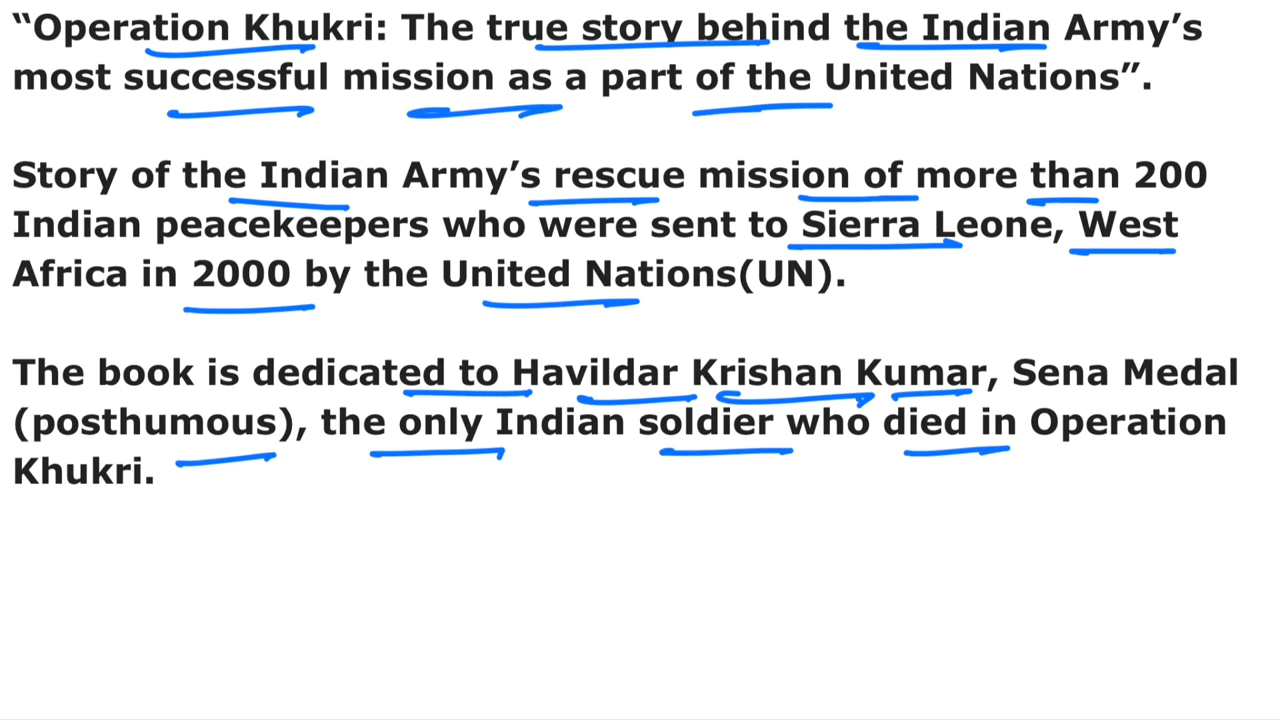 “Operation Khukri: The true story behind the Indian Army’s
most successful mission as a part of the United Nations”.
Story of the Indian Army’s rescue mission of more than 200
Indian peacekeepers who were sent to Sierra Leone, West
Africa in 2000 by the United Nations(UN).
The book is dedicated to Havildar Krishan Kumar, Sena Medal
(posthumous), the only Indian soldier who died in Operation
Khukri.